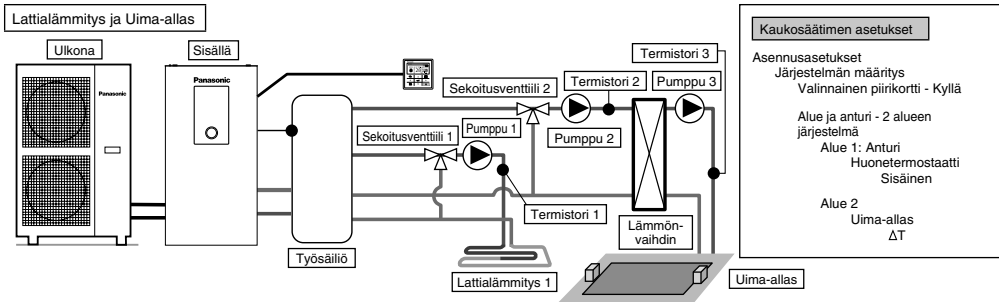 Lattialämmitys ja Uima-allas
Ulkona
Sisällä
Panasonic
Panasonic
Sekoitusventtiili 2
Termistori 2
Termistori 3
Pumppu 3
Sekoitusventtiili 1
Pumppu 1
Pumppu 2
Termistori 1
Työsäiliö
Lattialämmitys 1
Lämmön-
vaihdin
Uima-allas
Kaukosäätimen asetukset
Asennusasetukset
Järjestelmän määritys
Valinnainen piirikortti - Kyllä
Alue ja anturi - 2 alueen
järjestelmä
Alue 1: Anturi
Huonetermostaatti
Sisäinen
Alue 2
Uima-allas
ΔT